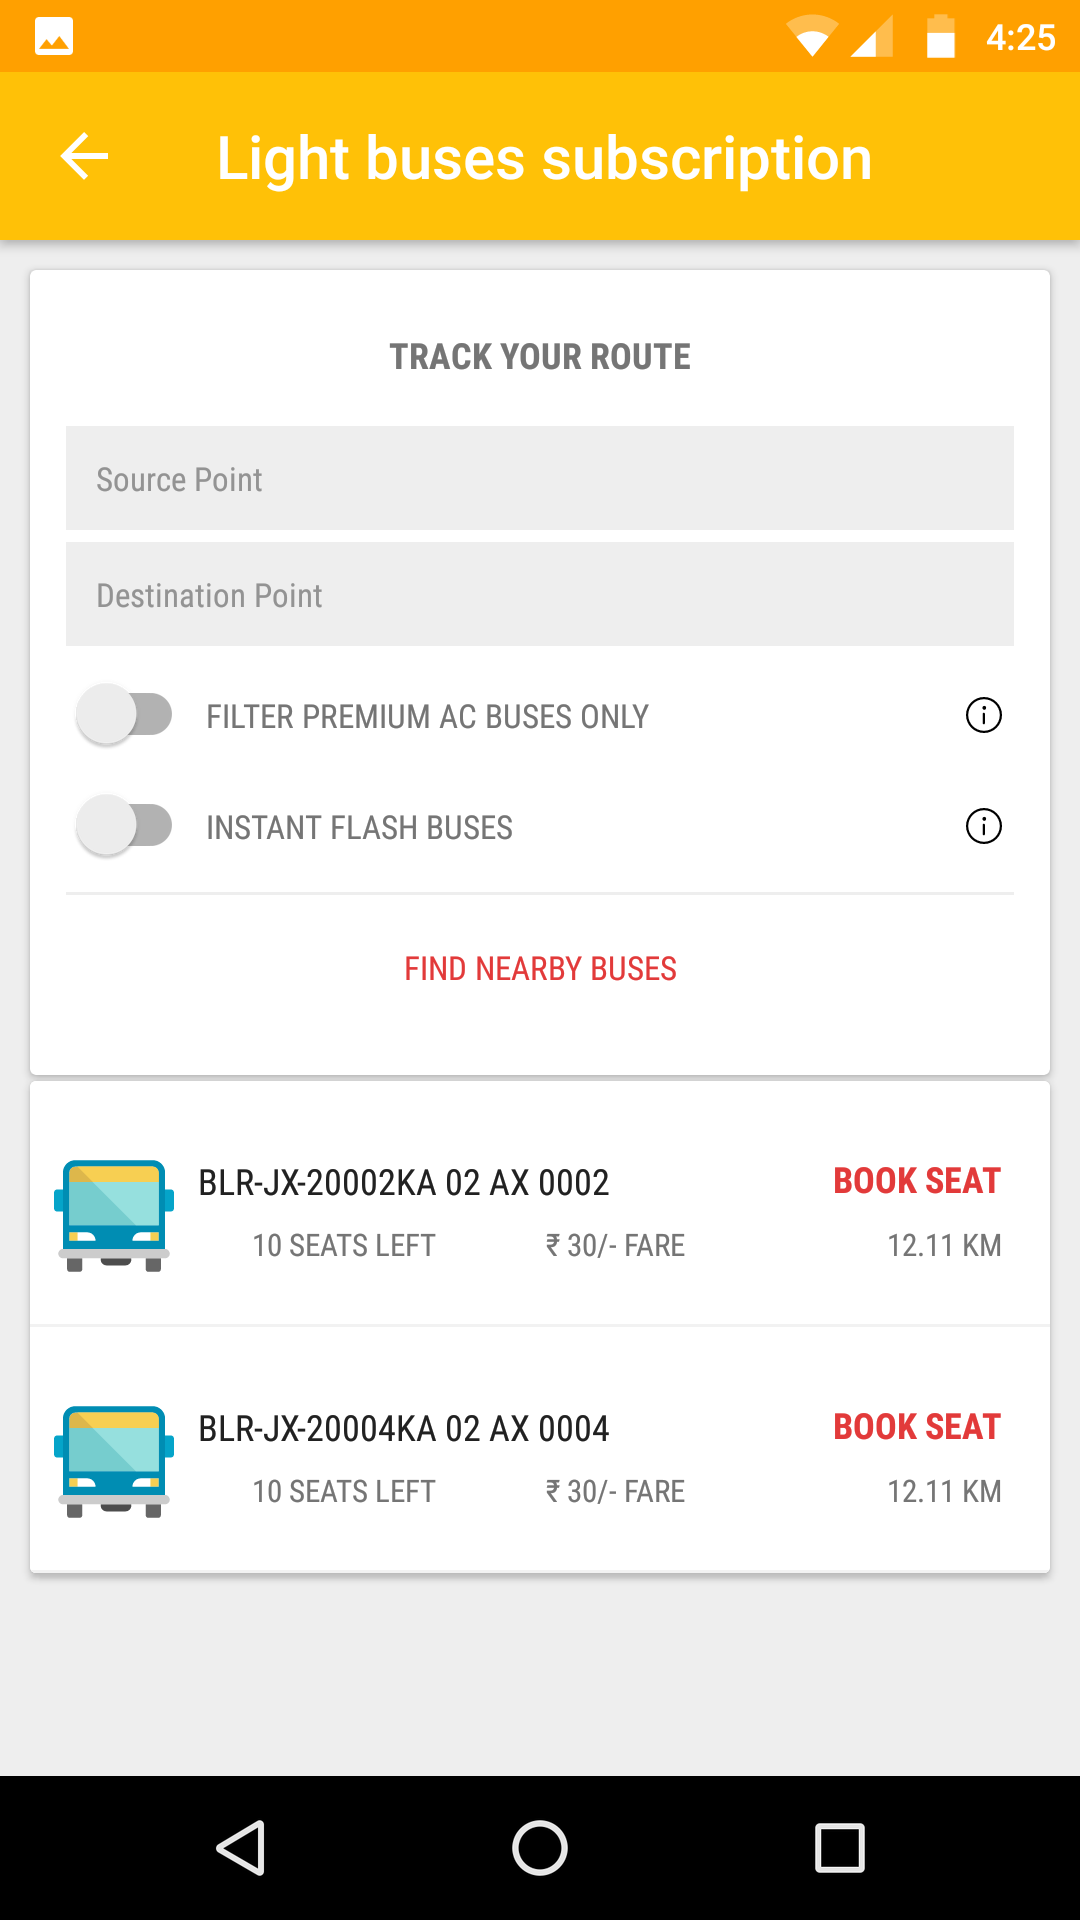 4:25
Light buses subscription
TRACK YOUR ROUTE
Source Point
Destination Point
FILTER PREMIUM AC BUSES ONLY
INSTANT FLASH BUSES
FIND NEARBY BUSES
BLR-JX-20002KA 02 AX 0002 BOOK SEAT
10 SEATS LEFT ₹ 30/- FARE 12.11 KM
BLR-JX-20004KA 02 AX 0004 BOOK SEAT
10 SEATS LEFT ₹ 30/- FARE 12.11 KM